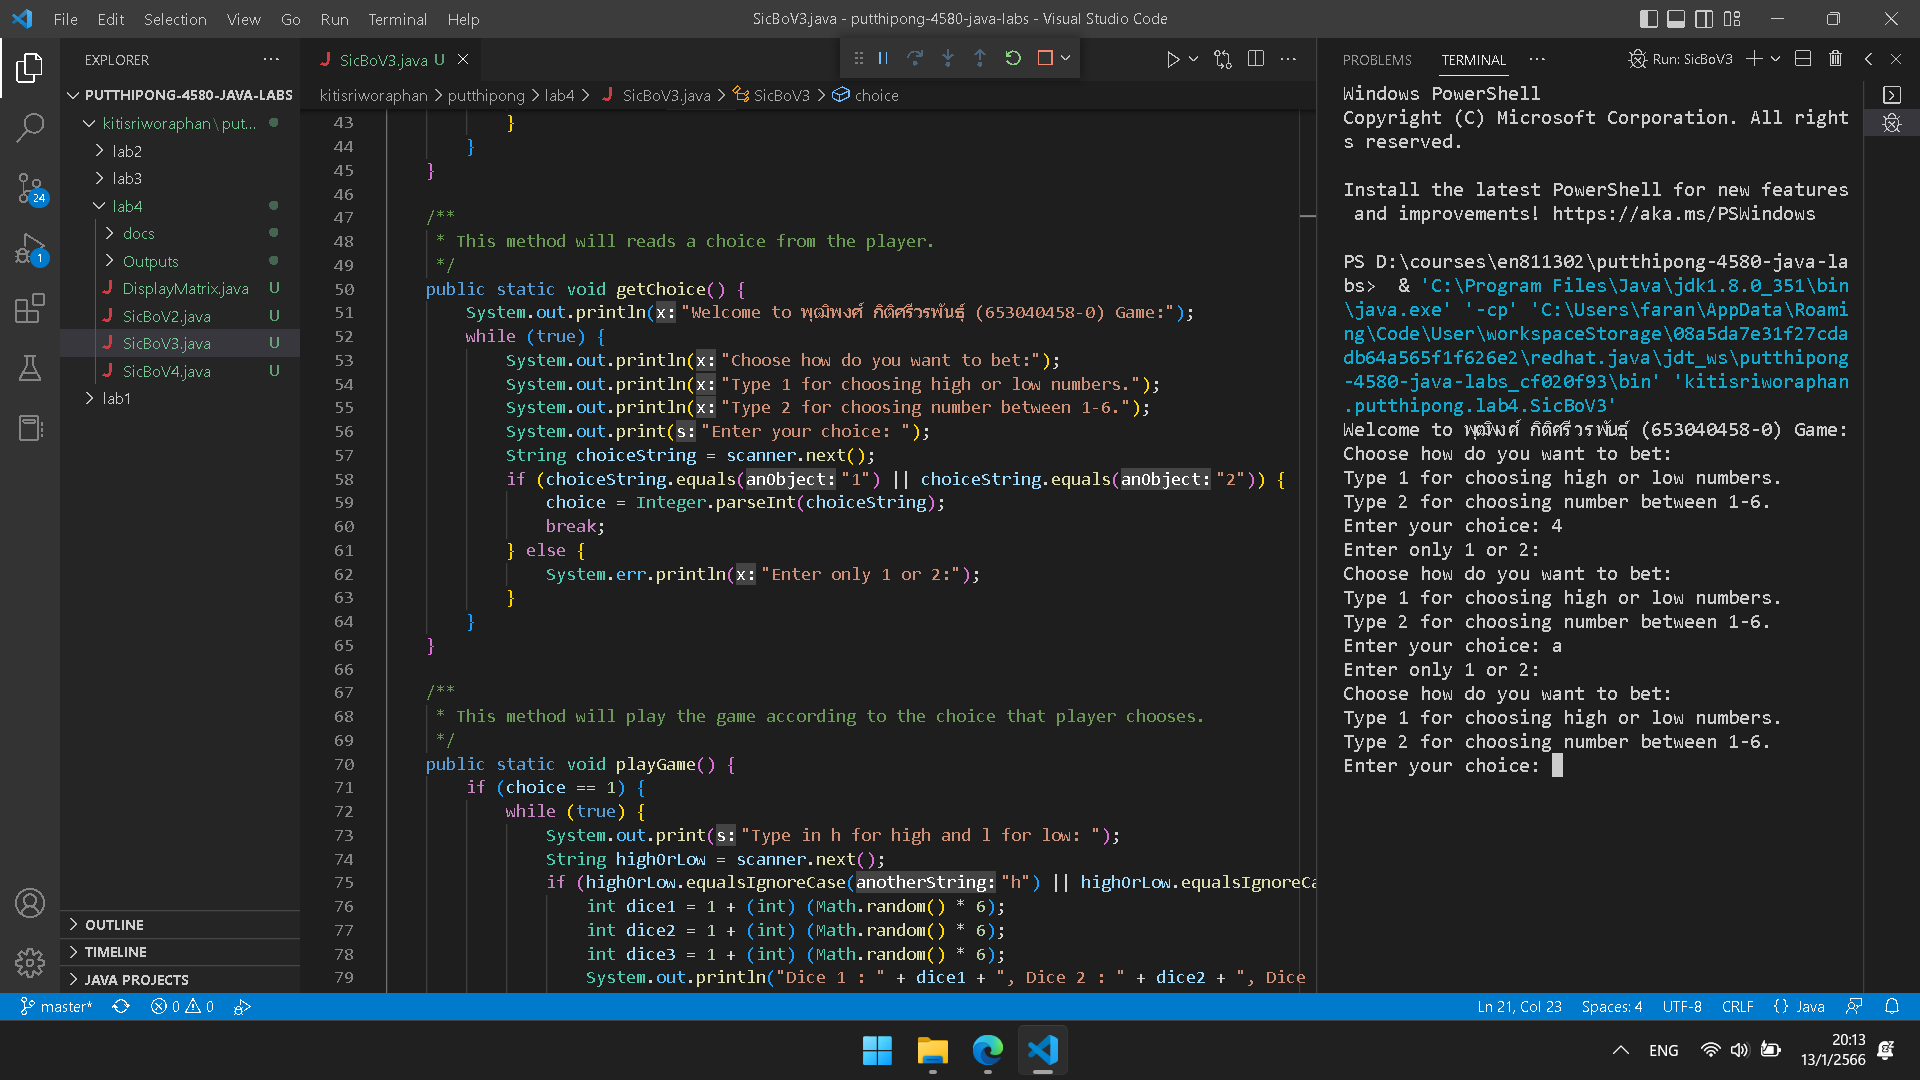 File Edit Selection View Go Run Terminal Help
SicBoV3.java - putthipong-4580-java-labs - Visual Studio Code
EXPLORER
PUTTHIPONG-4580-JAVA-LABS
kitisriworaphan\put...
lab2
lab3
lab4
docs
Outputs
DisplayMatrix.java U
SicBoV2.java U
SicBoV3.java U
SicBoV4.java U
lab1
24
1
OUTLINE
TIMELINE
JAVA PROJECTS
SicBoV3.java U
kitisriworaphan > putthipong > lab4 > SicBoV3.java > SicBoV3 > choice
43 }
44 }
45 }
46
47 /**
48 * This method will reads a choice from the player.
49 */
50 public static void getChoice() {
51 System.out.println(x: "Welcome to พุฒิพงศ์ กิติศรีวรพันธุ์ (653040458-0) Game:");
52 while (true) {
53 System.out.println(x: "Choose how do you want to bet:");
54 System.out.println(x: "Type 1 for choosing high or low numbers.");
55 System.out.println(x: "Type 2 for choosing number between 1-6.");
56 System.out.print(s: "Enter your choice: ");
57 String choiceString = scanner.next();
58 if (choiceString.equals(anObject: "1") || choiceString.equals(anObject: "2")) {
59 choice = Integer.parseInt(choiceString);
60 break;
61 } else {
62 System.err.println(x: "Enter only 1 or 2:");
63 }
64 }
65 }
66
67 /**
68 * This method will play the game according to the choice that player chooses.
69 */
70 public static void playGame() {
71 if (choice == 1) {
72 while (true) {
73 System.out.print(s: "Type in h for high and l for low: ");
74 String highOrLow = scanner.next();
75 if (highOrLow.equalsIgnoreCase(anotherString: "h") || highOrLow.equalsIgnoreCa
76 int dice1 = 1 + (int) (Math.random() * 6);
77 int dice2 = 1 + (int) (Math.random() * 6);
78 int dice3 = 1 + (int) (Math.random() * 6);
79 System.out.println("Dice 1 : " + dice1 + ", Dice 2 : " + dice2 + ", Dice
PROBLEMS TERMINAL
Run: SicBoV3
Windows PowerShell
Copyright (C) Microsoft Corporation. All right
s reserved.
Install the latest PowerShell for new features
and improvements! https://aka.ms/PSWindows
PS D:\courses\en811302\putthipong-4580-java-la
bs> & 'C:\Program Files\Java\jdk1.8.0_351\bin
\java.exe' '-cp' 'C:\Users\faran\AppData\Roami
ng\Code\User\workspaceStorage\08a5da7e31f27cda
db64a565f1f626e2\redhat.java\jdt_ws\putthipong
-4580-java-labs_cf020f93\bin' 'kitisriworaphan
.putthipong.lab4.SicBoV3'
Welcome to พุฒิพงศ์ กิติศรีวรพันธุ์ (653040458-0) Game:
Choose how do you want to bet:
Type 1 for choosing high or low numbers.
Type 2 for choosing number between 1-6.
Enter your choice: 4
Enter only 1 or 2:
Choose how do you want to bet:
Type 1 for choosing high or low numbers.
Type 2 for choosing number between 1-6.
Enter your choice: a
Enter only 1 or 2:
Choose how do you want to bet:
Type 1 for choosing high or low numbers.
Type 2 for choosing number between 1-6.
Enter your choice:
master* 0 0
Ln 21, Col 23 Spaces: 4 UTF-8 CRLF {} Java
ENG
20:13
13/1/2566